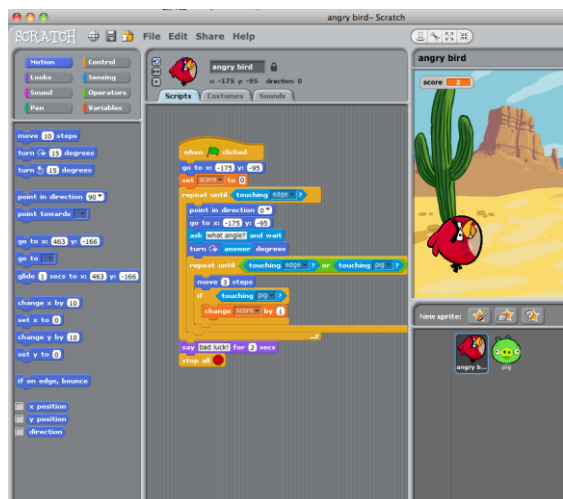 angry bird- Scratch
SCRATCH File Edit Share Help
Motion Control
Looks Sensing
Sound Operators
Pen Variables
move 10 steps
turn 15 degrees
turn 15 degrees
point in direction 90
point towards
go to x: 463 y: -166
go to
glide 1 secs to x: 463 y: -166
change x by 10
set x to 0
change y by 10
set y to 0
if on edge, bounce
x position
y position
direction
angry bird
x: -175 y: -95 direction: 0
Scripts Costumes Sounds
when clicked
go to x: -175 y: -95
set score to 0
repeat until touching edge ?
point in direction 0
go to x: -175 y: -95
ask what angle? and wait
turn answer degrees
repeat until touching edge ? or touching pig ?
move 3 steps
if touching pig ?
change score by 1
say bad luck! for 2 secs
stop all
angry bird
score 2
New sprite:
angry b... pig